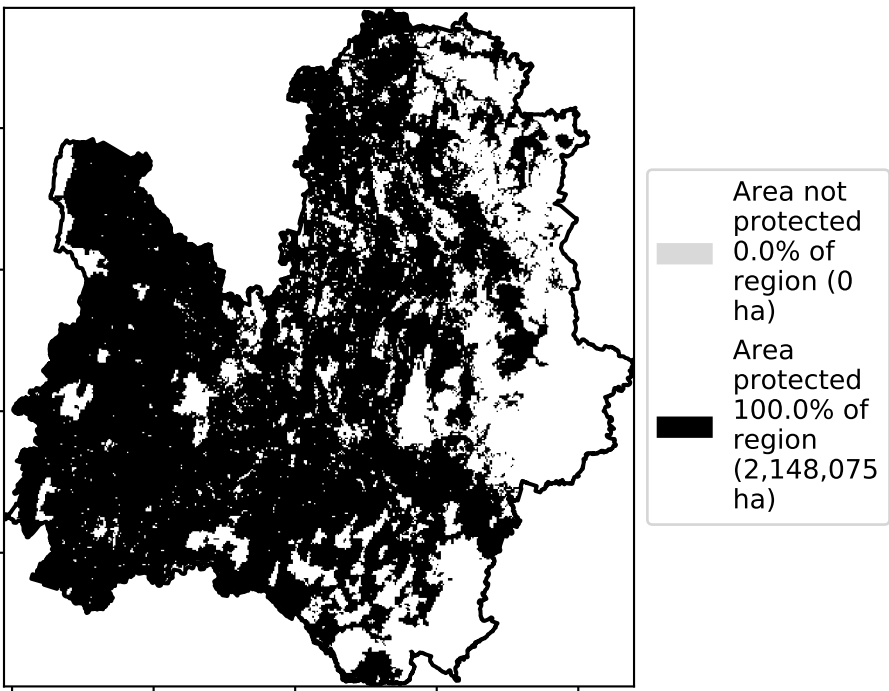 Area not
protected
0.0% of
region (0
ha)
Area
protected
100.0% of
region
(2,148,075
ha)